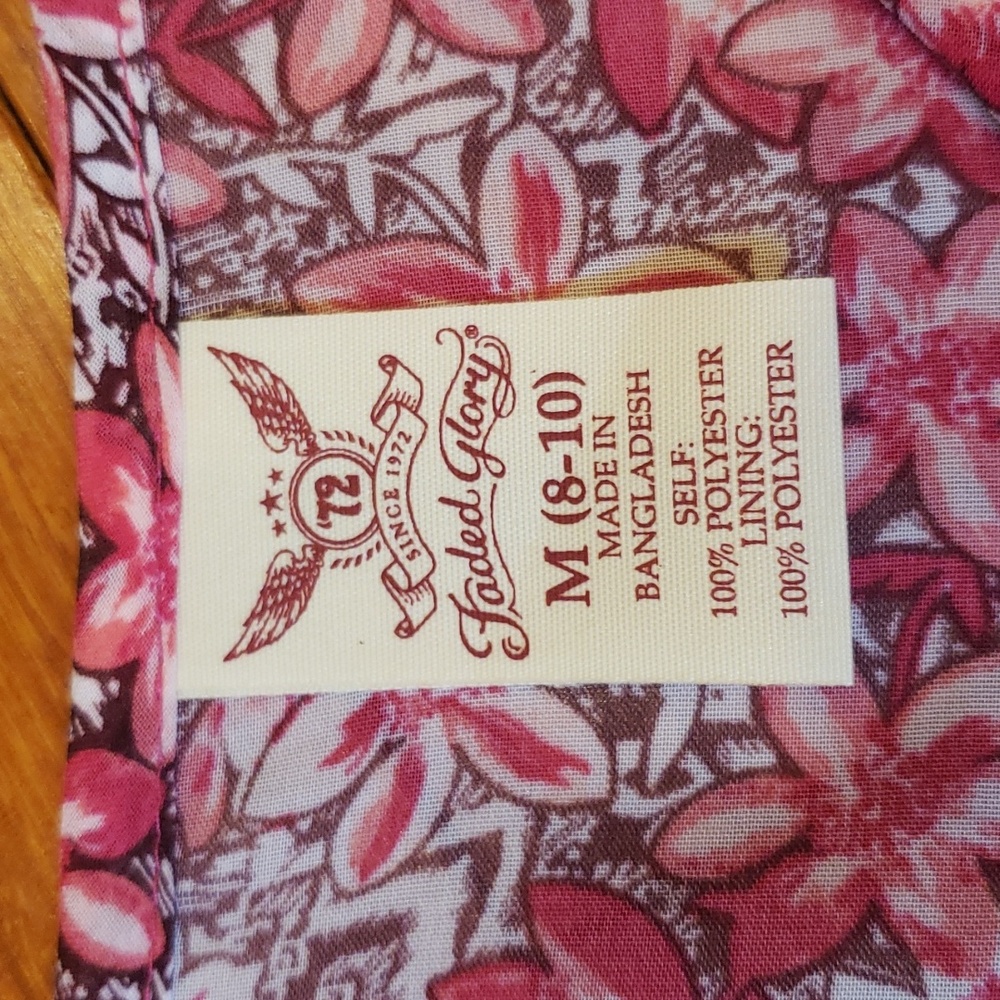 '72
SINCE 1972
Faded Glory®
M (8-10)
MADE IN
BANGLADESH
SELF:
100% POLYESTER
LINING:
100% POLYESTER